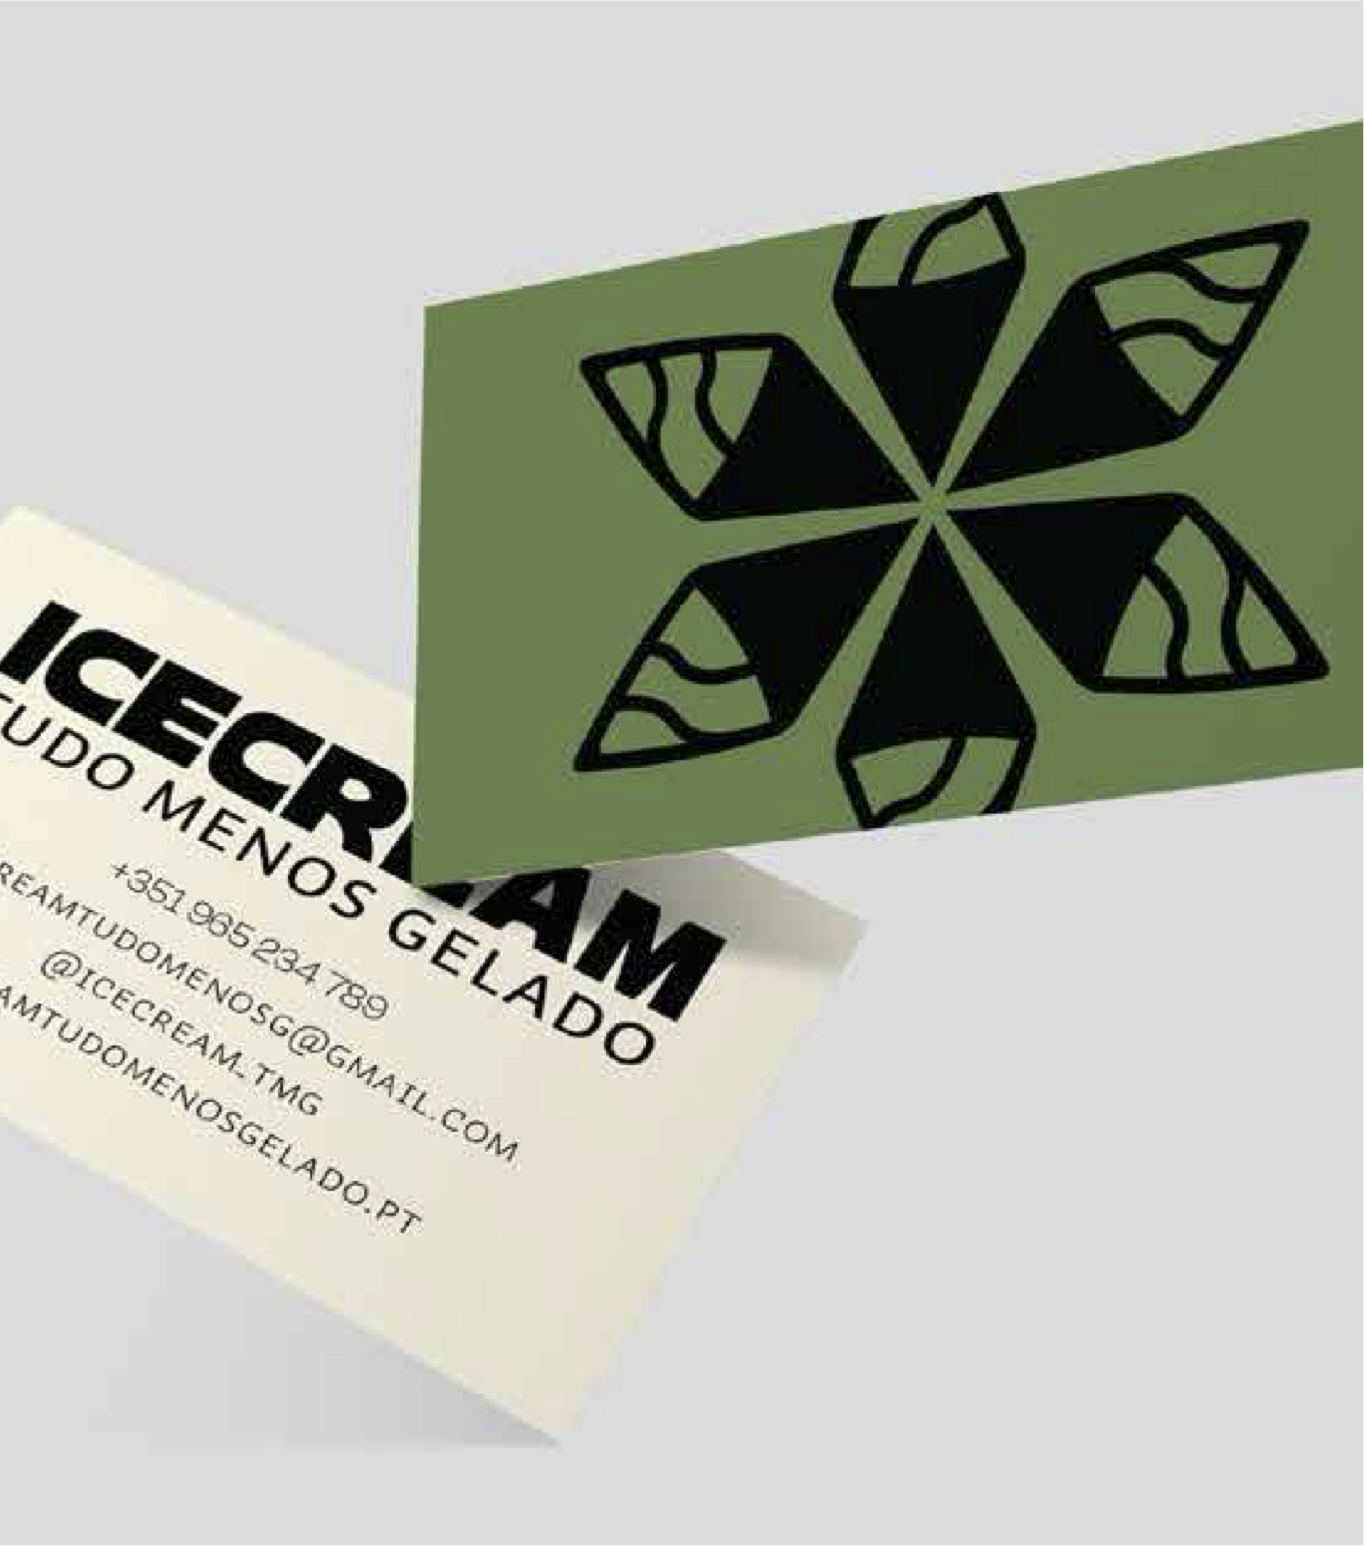 ICECREAM
TUDO MENOS GELADO
+351 965 234 789
REAMTUDOMENOSG@GMAIL.COM
@ICECREAM_TMG
AMTUDOMENOSGELADO.PT